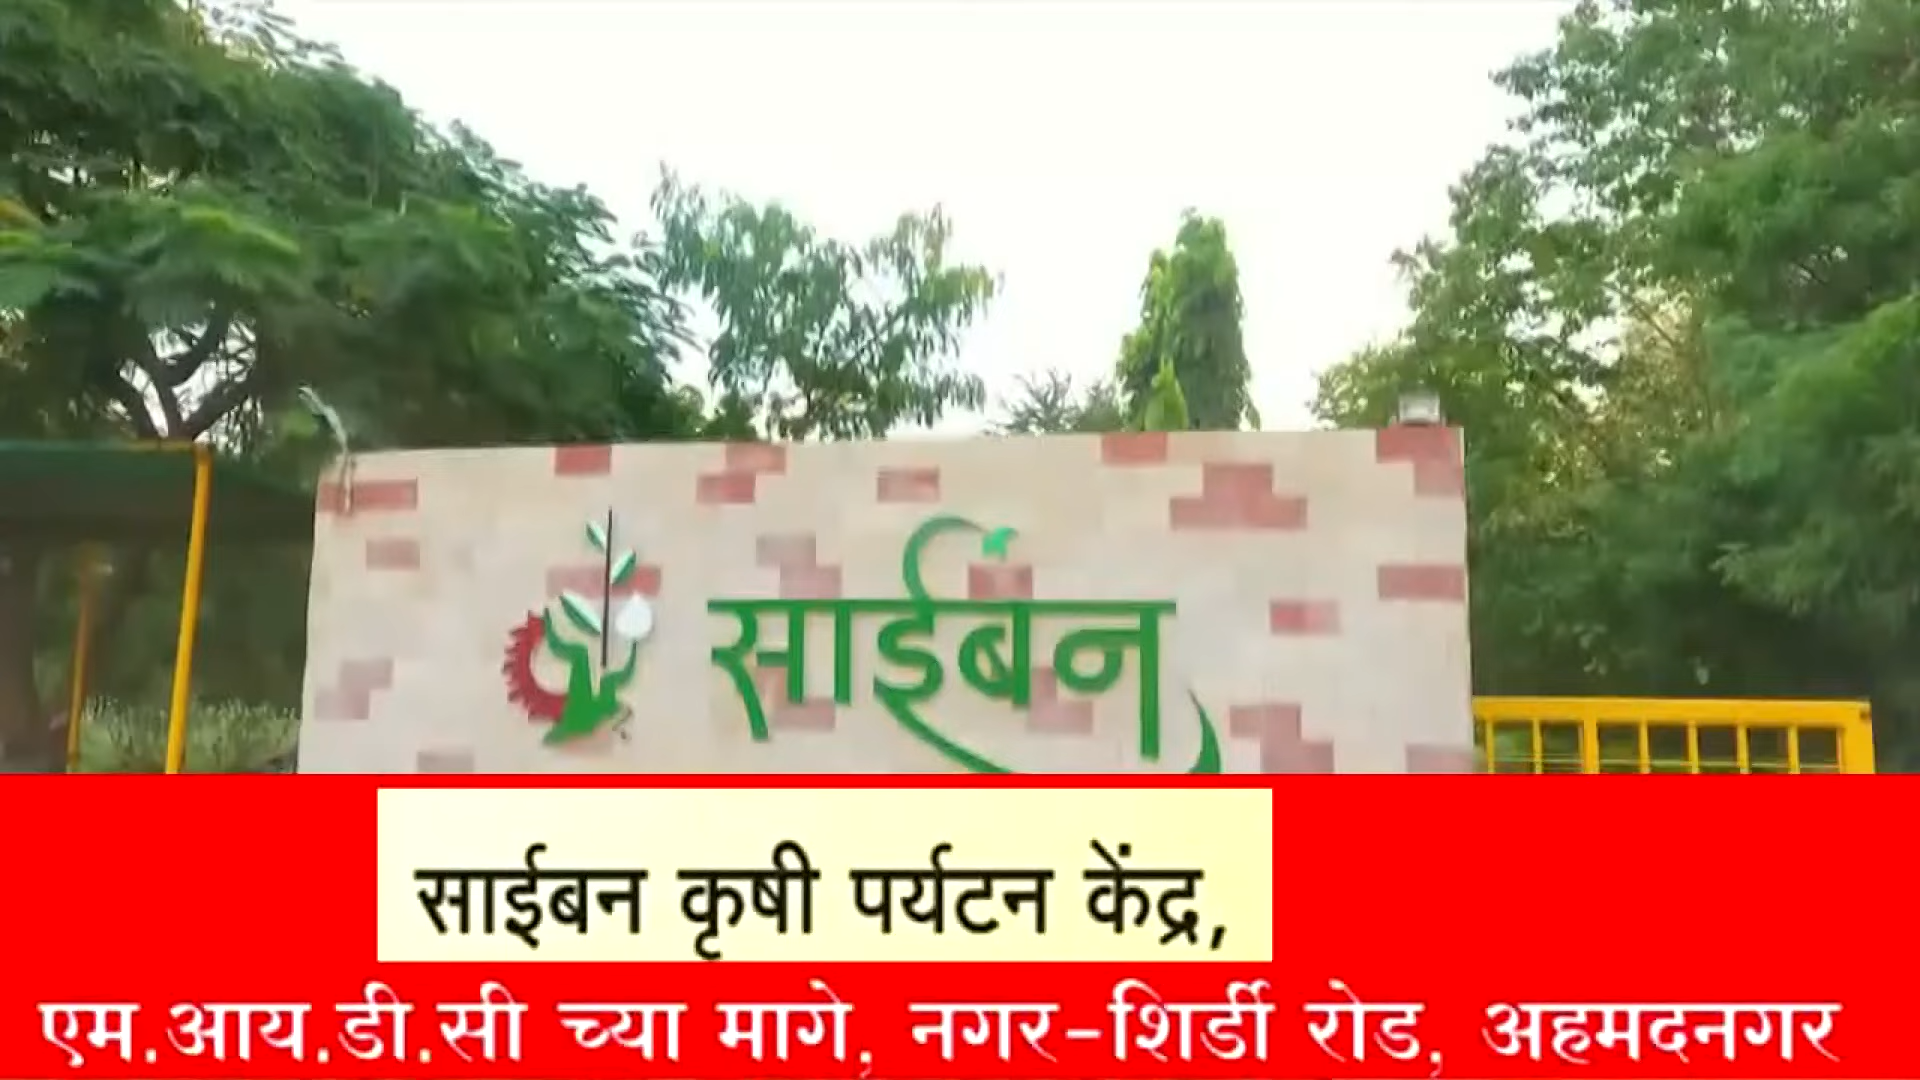 साईबन
साईबन कृषी पर्यटन केंद्र,
एम.आय.डी.सी च्या मागे, नगर-शिर्डी रोड, अहमदनगर